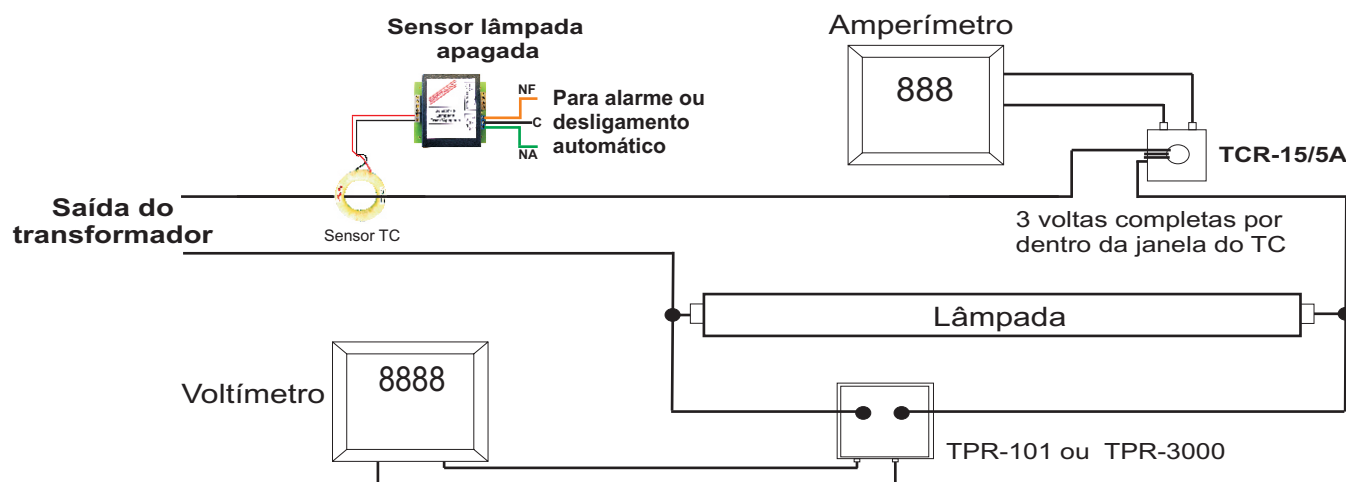 Sensor lâmpada
apagada
NF
C
NA
Para alarme ou
desligamento
automático
Amperímetro
888
TCR-15/5A
3 voltas completas por
dentro da janela do TC
Saída do
transformador
Sensor TC
Lâmpada
Voltímetro
8888
TPR-101 ou TPR-3000